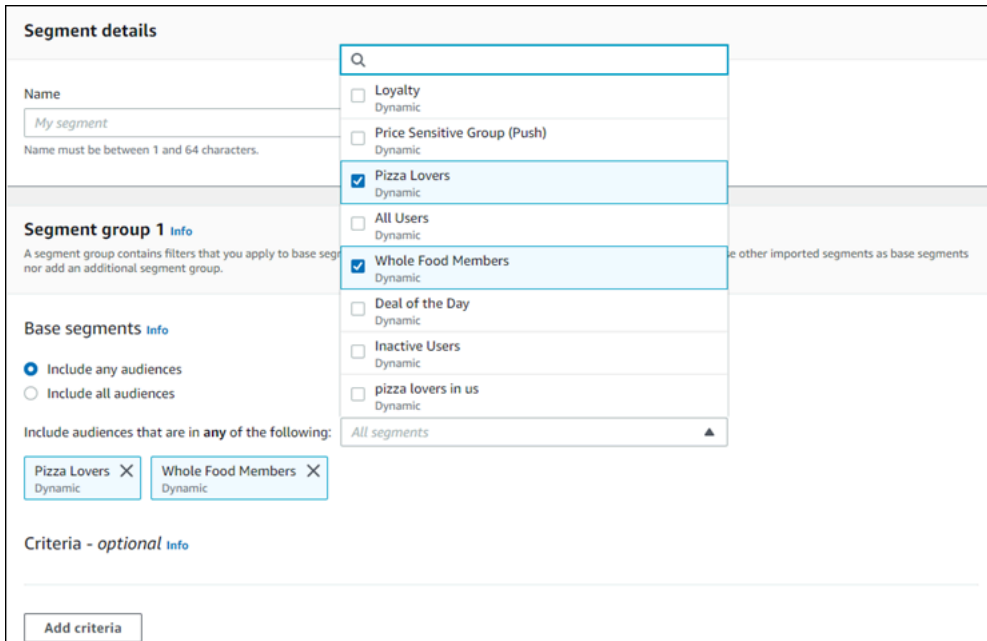 Segment details
Name
My segment
Name must be between 1 and 64 characters.
Loyalty
Dynamic
Price Sensitive Group (Push)
Dynamic
Pizza Lovers
Dynamic
All Users
Dynamic
Whole Food Members
Dynamic
Deal of the Day
Dynamic
Inactive Users
Dynamic
pizza lovers in us
Dynamic
Segment group 1 Info
A segment group contains filters that you apply to base other imported segments as base segments
nor add an additional segment group.
Base segments Info
Include any audiences
Include all audiences
Include audiences that are in any of the following: All segments
Pizza Lovers Whole Food Members
Dynamic Dynamic
Criteria - optional Info
Add criteria